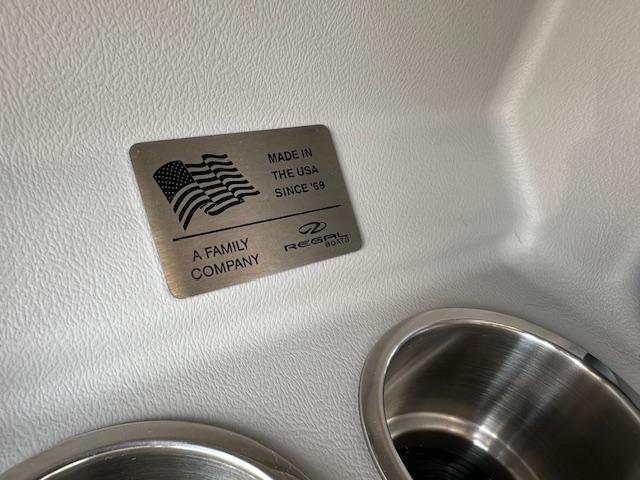 MADE IN
THE USA
SINCE '69
A FAMILY
COMPANY
REGAL
BOATS